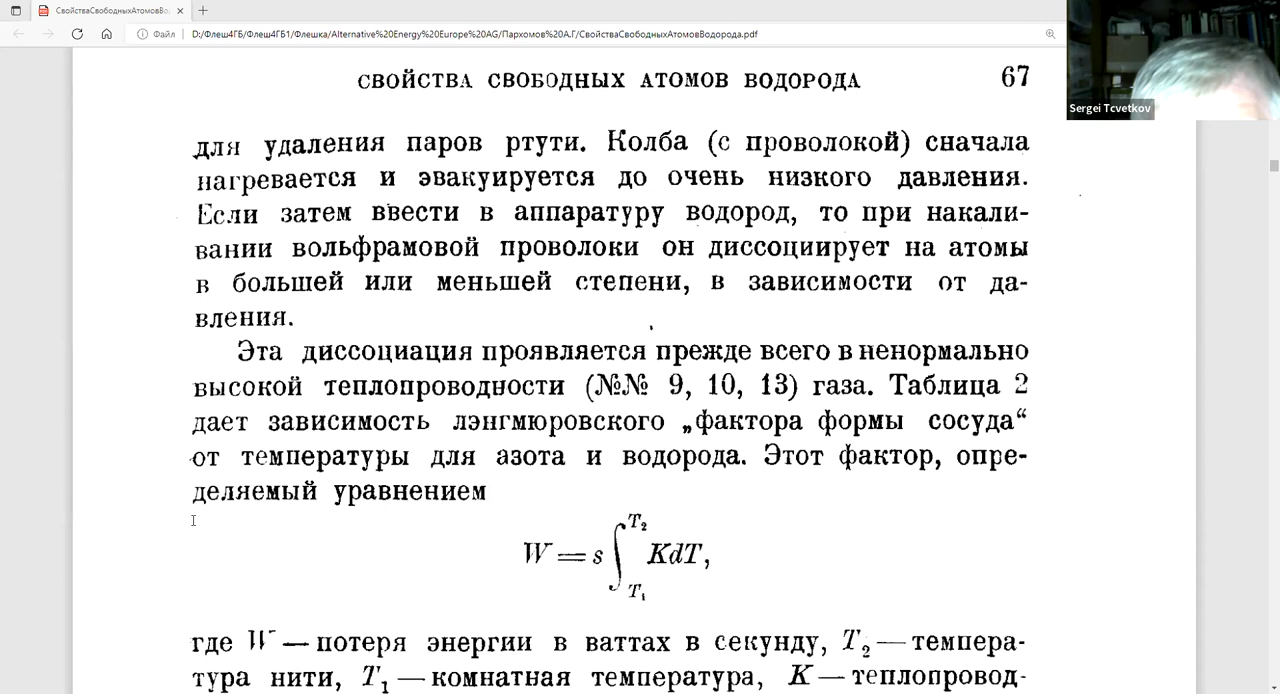 СвойстваСвободныхАтомовВо
Файл
D:/Флеш4ГБ/Флеш4ГБ1/Флешка/Alternative%20Energy%20Europe%20AG/Пархомов%20А.Г/СвойстваСвободныхАтомовВодорода.pdf
Sergei Tcvetkov
СВОЙСТВА СВОБОДНЫХ АТОМОВ ВОДОРОДА 67
для удаления паров ртути. Колба (с проволокой) сначала
нагревается и эвакуируется до очень низкого давления.
Если затем ввести в аппаратуру водород, то при накали-
вании вольфрамовой проволоки он диссоциирует на атомы
в большей или меньшей степени, в зависимости от да-
вления.
Эта диссоциация проявляется прежде всего в ненормально
высокой теплопроводности (№№ 9, 10, 13) газа. Таблица 2
дает зависимость лэнгмюровского „фактора формы сосуда“
от температуры для азота и водорода. Этот фактор, опре-
деляемый уравнением
W = s ∫_{T₁}^{T₂} KdT,
где W — потеря энергии в ваттах в секунду, T₂ — темпера-
тура нити, T₁ — комнатная температура, K — теплопровод-